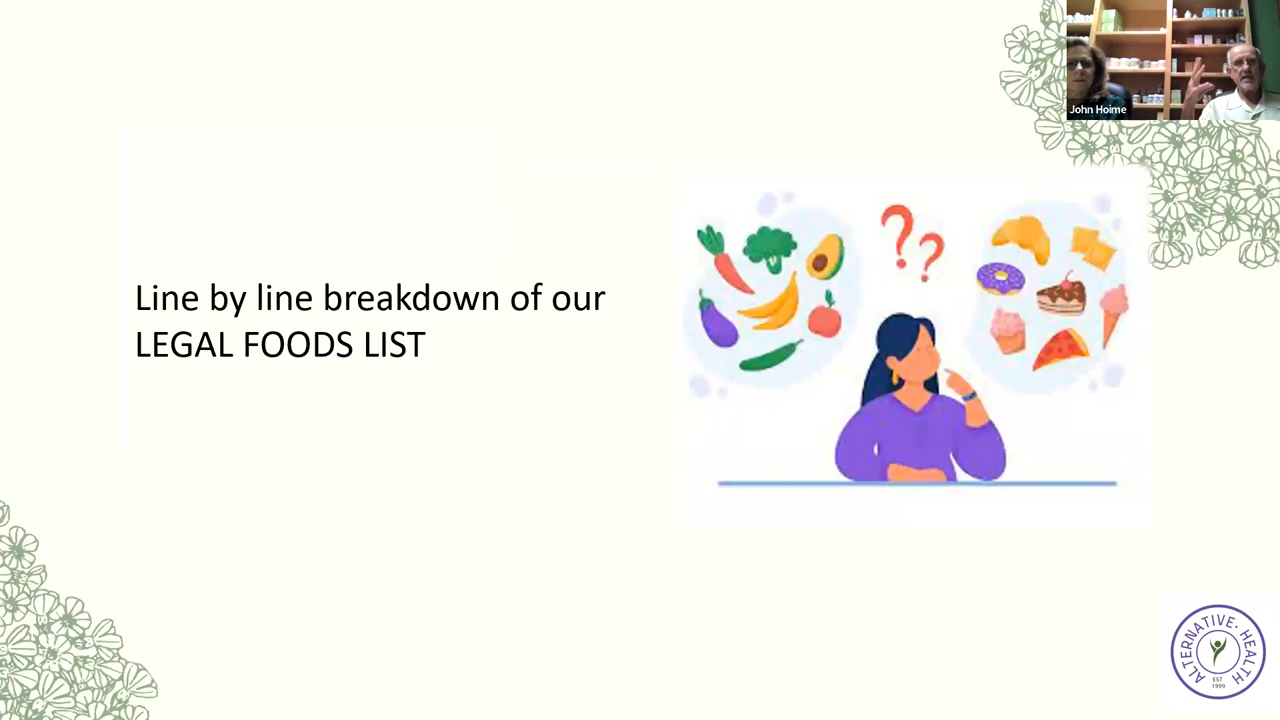 John Hoime
Line by line breakdown of our
LEGAL FOODS LIST
??
ALTERNATIVE · HEALTH
EST
1999